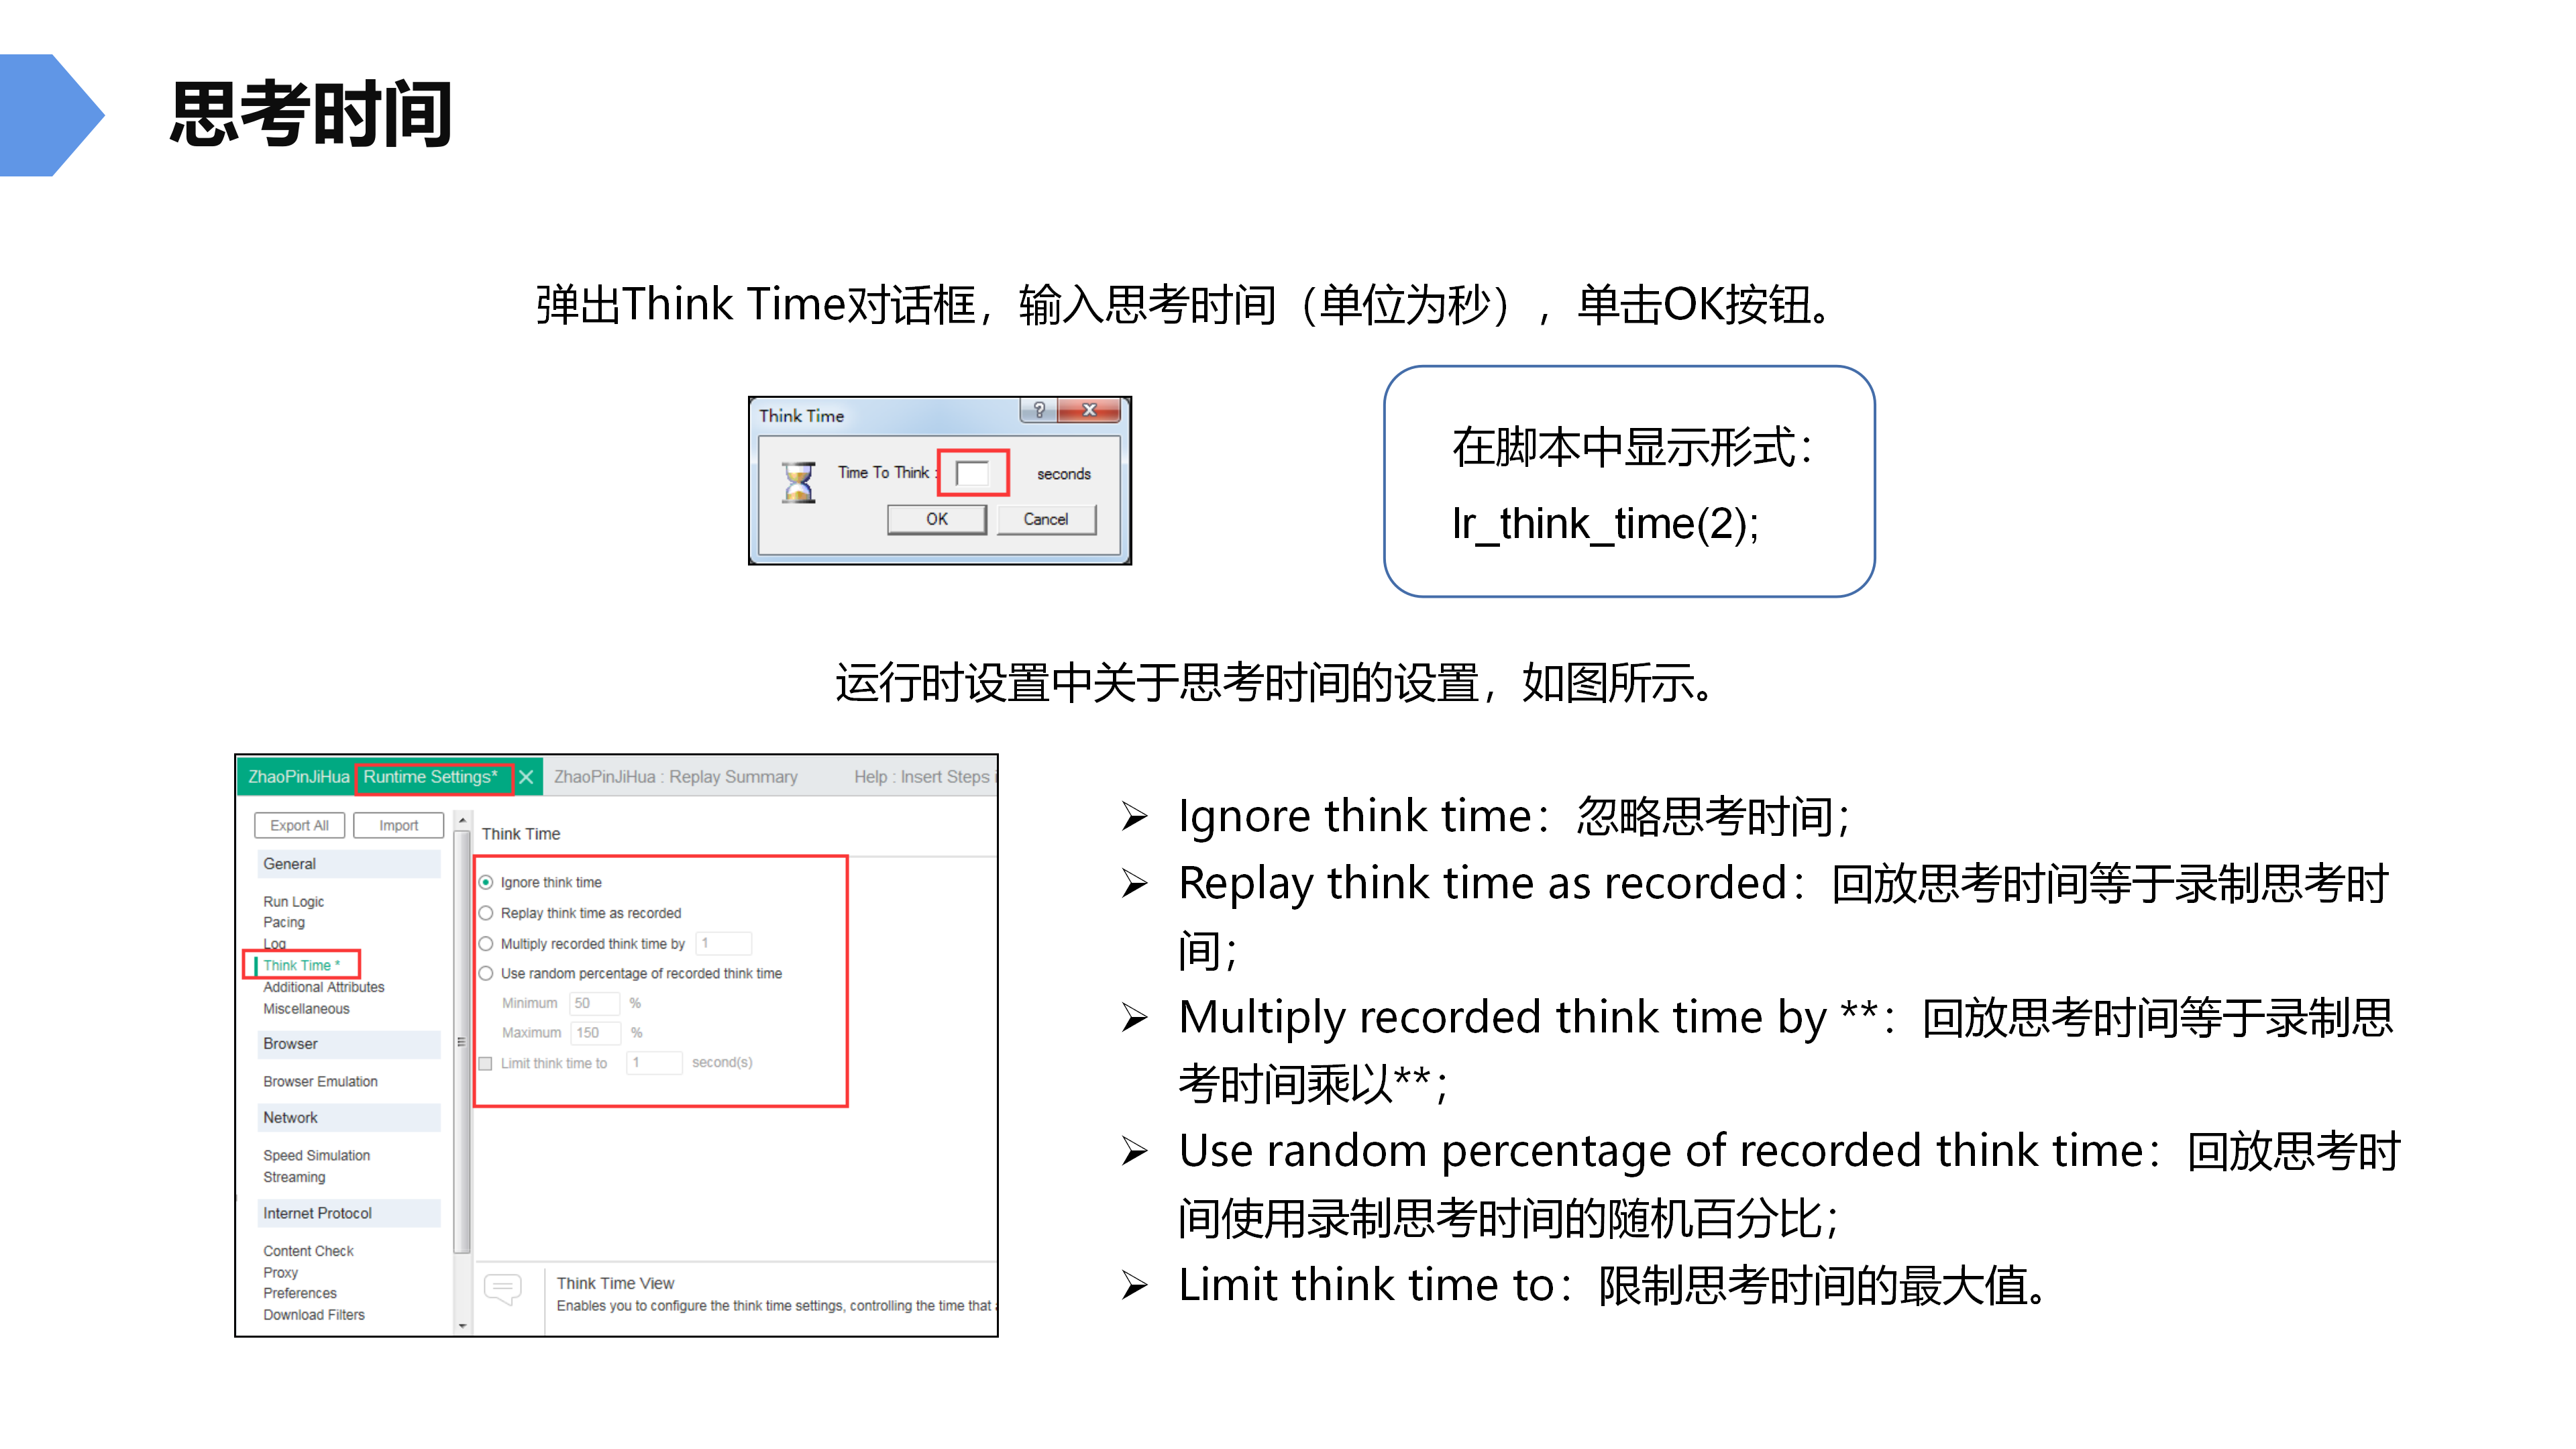 思考时间
弹出Think Time对话框，输入思考时间（单位为秒），单击OK按钮。
Think Time
Time To Think :
seconds
OK
Cancel
在脚本中显示形式：
lr_think_time(2);
运行时设置中关于思考时间的设置，如图所示。
ZhaoPinJiHua Runtime Settings* ZhaoPinJiHua : Replay Summary Help : Insert Steps i
Export All Import
General
Run Logic
Pacing
Log
Think Time *
Additional Attributes
Miscellaneous
Browser
Browser Emulation
Network
Speed Simulation
Streaming
Internet Protocol
Content Check
Proxy
Preferences
Download Filters
Think Time
Ignore think time
Replay think time as recorded
Multiply recorded think time by 1
Use random percentage of recorded think time
Minimum 50 %
Maximum 150 %
Limit think time to 1 second(s)
Think Time View
Enables you to configure the think time settings, controlling the time that
➢ Ignore think time：忽略思考时间；
➢ Replay think time as recorded：回放思考时间等于录制思考时
间；
➢ Multiply recorded think time by **：回放思考时间等于录制思
考时间乘以**；
➢ Use random percentage of recorded think time：回放思考时
间使用录制思考时间的随机百分比；
➢ Limit think time to：限制思考时间的最大值。